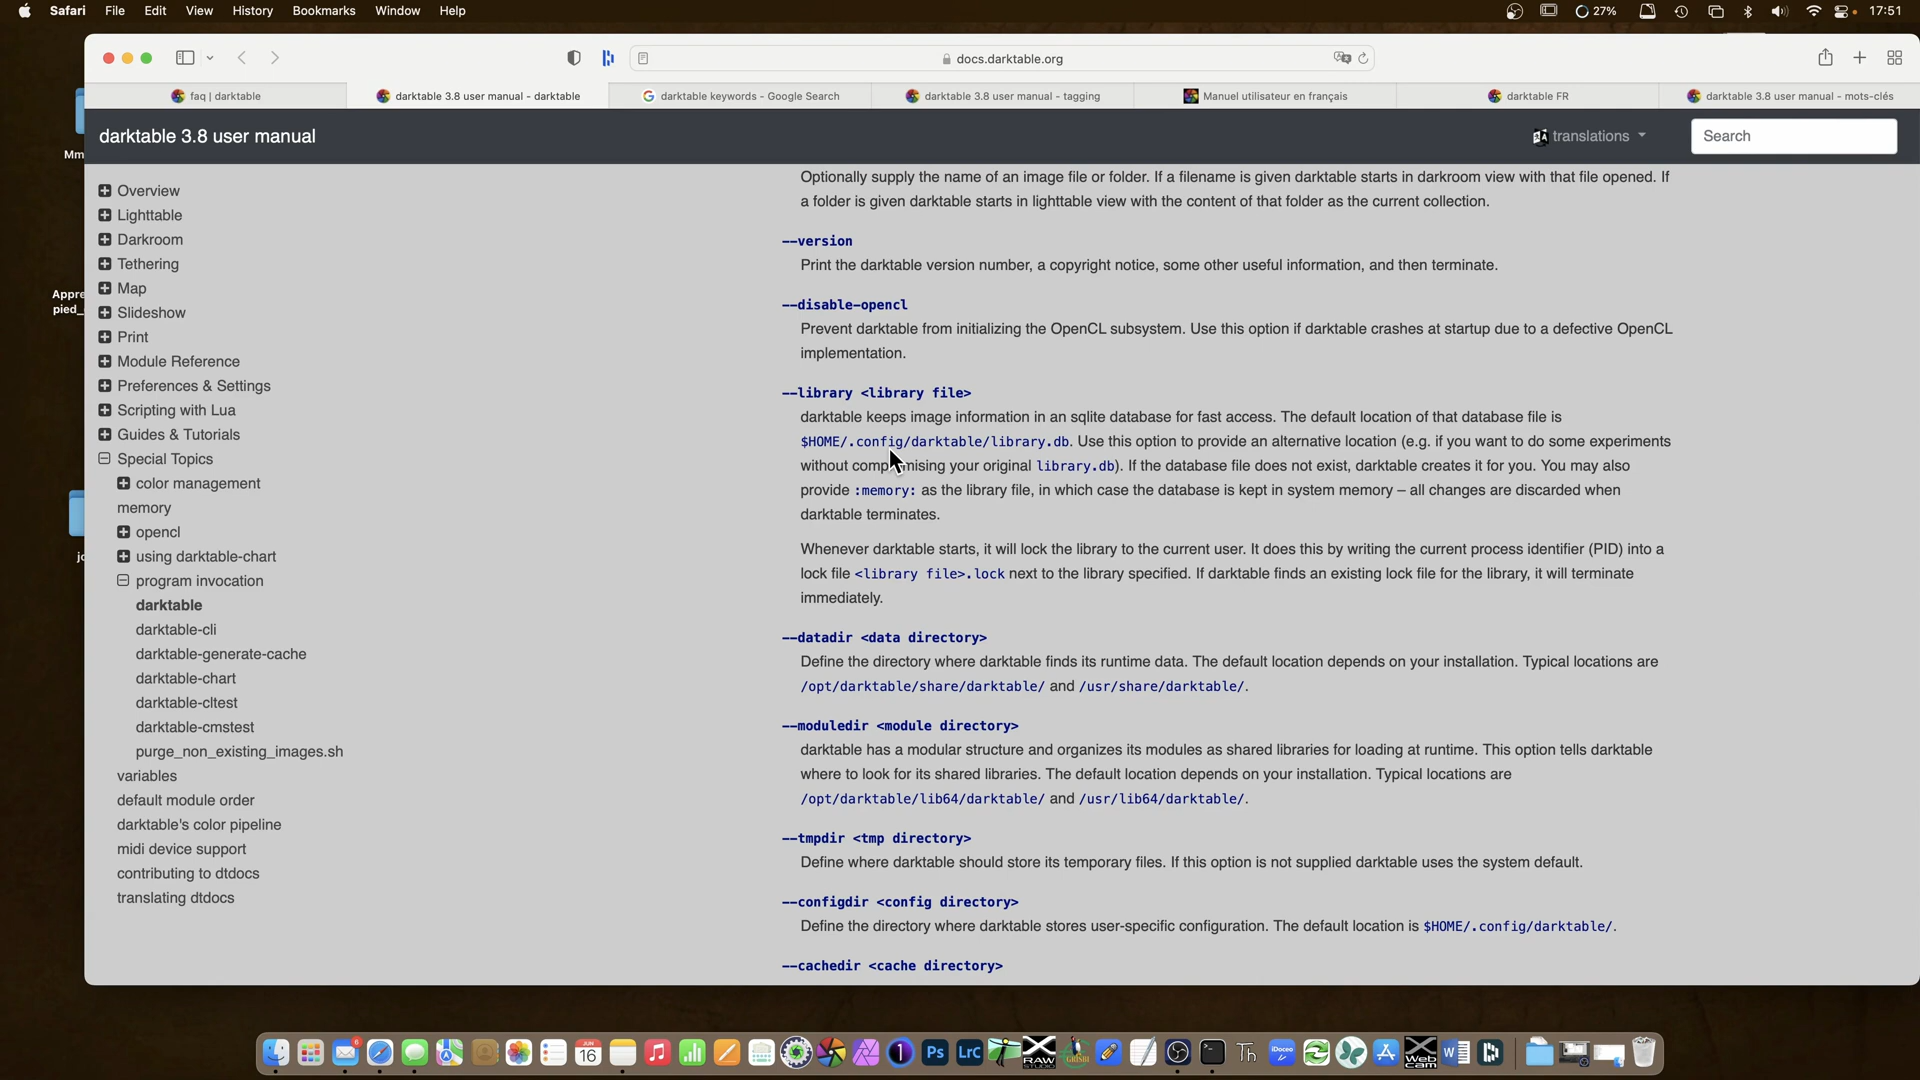 Safari File Edit View History Bookmarks Window Help 27% 17:51
docs.darktable.org
faq | darktable
darktable 3.8 user manual - darktable
darktable keywords - Google Search
darktable 3.8 user manual - tagging
Manuel utilisateur en français
darktable FR
darktable 3.8 user manual - mots-clés
darktable 3.8 user manual
translations
Search
Mm
Appre
pied_
jo
Overview
Lighttable
Darkroom
Tethering
Map
Slideshow
Print
Module Reference
Preferences & Settings
Scripting with Lua
Guides & Tutorials
Special Topics
color management
memory
opencl
using darktable-chart
program invocation
darktable
darktable-cli
darktable-generate-cache
darktable-chart
darktable-cltest
darktable-cmstest
purge_non_existing_images.sh
variables
default module order
darktable's color pipeline
midi device support
contributing to dtdocs
translating dtdocs
Optionally supply the name of an image file or folder. If a filename is given darktable starts in darkroom view with that file opened. If
a folder is given darktable starts in lighttable view with the content of that folder as the current collection.
--version
Print the darktable version number, a copyright notice, some other useful information, and then terminate.
--disable-opencl
Prevent darktable from initializing the OpenCL subsystem. Use this option if darktable crashes at startup due to a defective OpenCL
implementation.
--library <library file>
darktable keeps image information in an sqlite database for fast access. The default location of that database file is
$HOME/.config/darktable/library.db. Use this option to provide an alternative location (e.g. if you want to do some experiments
without compromising your original library.db). If the database file does not exist, darktable creates it for you. You may also
provide :memory: as the library file, in which case the database is kept in system memory – all changes are discarded when
darktable terminates.
Whenever darktable starts, it will lock the library to the current user. It does this by writing the current process identifier (PID) into a
lock file <library file>.lock next to the library specified. If darktable finds an existing lock file for the library, it will terminate
immediately.
--datadir <data directory>
Define the directory where darktable finds its runtime data. The default location depends on your installation. Typical locations are
/opt/darktable/share/darktable/ and /usr/share/darktable/.
--moduledir <module directory>
darktable has a modular structure and organizes its modules as shared libraries for loading at runtime. This option tells darktable
where to look for its shared libraries. The default location depends on your installation. Typical locations are
/opt/darktable/lib64/darktable/ and /usr/lib64/darktable/.
--tmpdir <tmp directory>
Define where darktable should store its temporary files. If this option is not supplied darktable uses the system default.
--configdir <config directory>
Define the directory where darktable stores user-specific configuration. The default location is $HOME/.config/darktable/.
--cachedir <cache directory>
6
JUN
16
1
Ps
LrC
X
RAW
Th
iDoceo
Web
cam
W